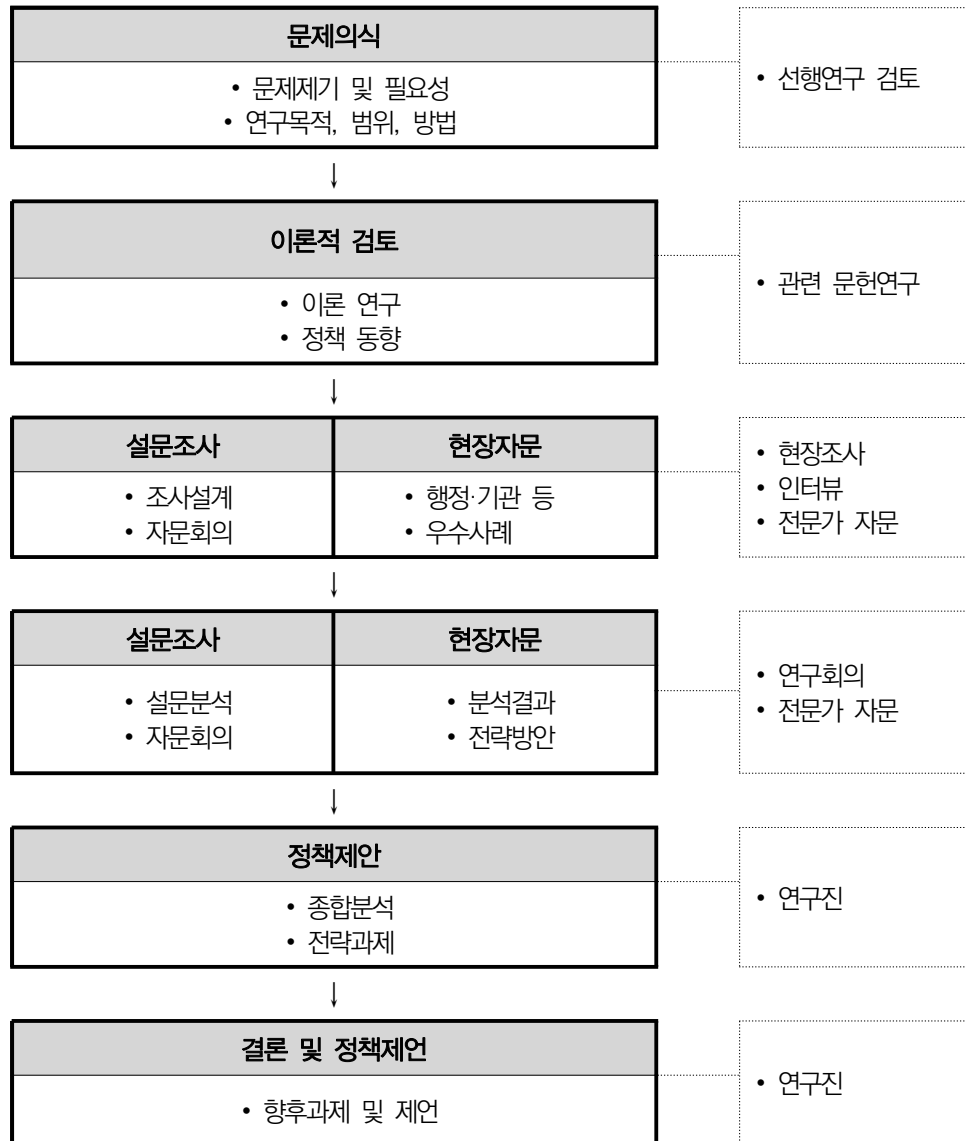 문제의식
• 문제제기 및 필요성
• 연구목적, 범위, 방법
• 선행연구 검토
↓
이론적 검토
• 이론 연구
• 정책 동향
• 관련 문헌연구
↓
설문조사
• 조사설계
• 자문회의
현장자문
• 행정·기관 등
• 우수사례
• 현장조사
• 인터뷰
• 전문가 자문
↓
설문조사
• 설문분석
• 자문회의
현장자문
• 분석결과
• 전략방안
• 연구회의
• 전문가 자문
↓
정책제안
• 종합분석
• 전략과제
• 연구진
↓
결론 및 정책제언
• 향후과제 및 제언
• 연구진